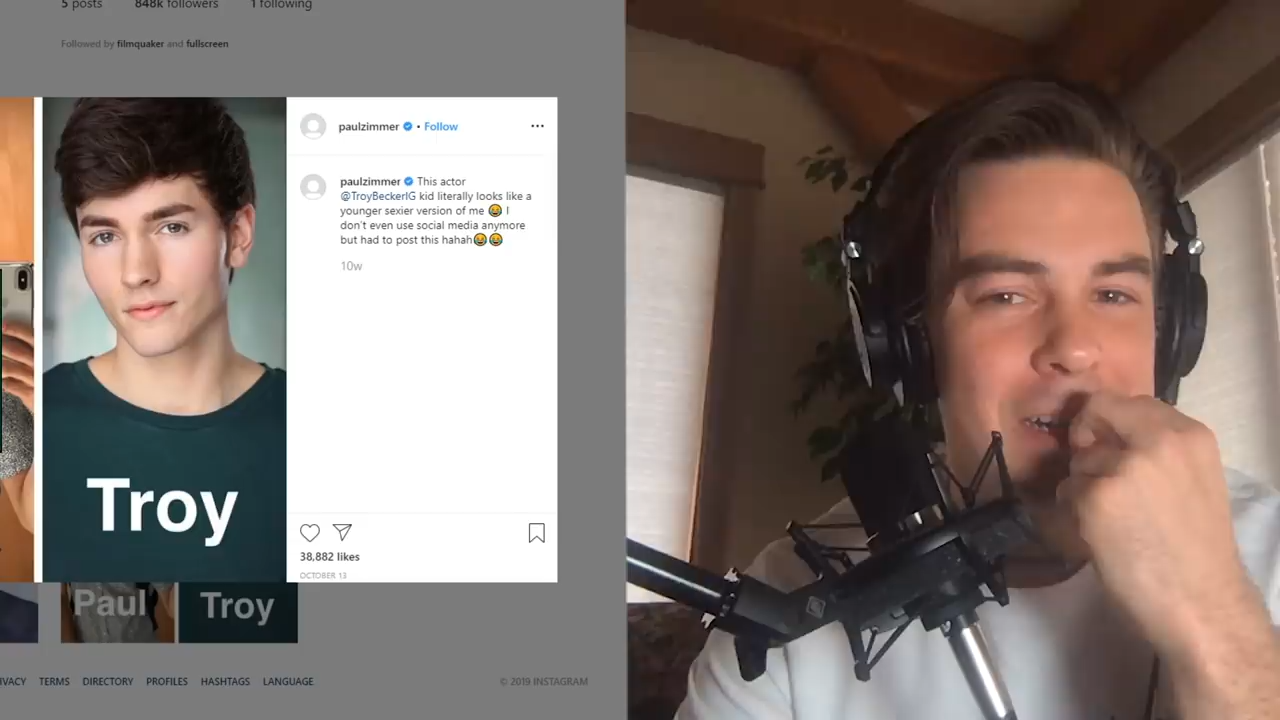 5 posts 848k followers 1 following
Followed by filmquaker and fullscreen
paulzimmer • Follow
paulzimmer This actor
@TroyBeckerIG kid literally looks like a
younger sexier version of me 😂 I
don't even use social media anymore
but had to post this hahah😂😂
10w
Troy
38,882 likes
OCTOBER 13
Paul Troy
TERMS DIRECTORY PROFILES HASHTAGS LANGUAGE © 2019 INSTAGRAM